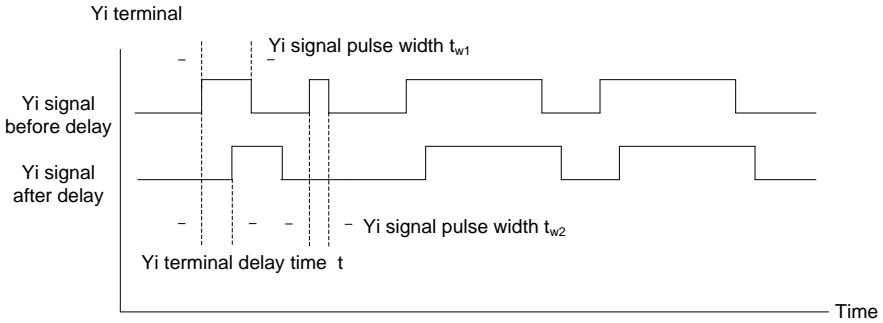 Yi terminal
Yi signal pulse width tw1
Yi signal
before delay
Yi signal
after delay
Yi signal pulse width tw2
Yi terminal delay time t
Time